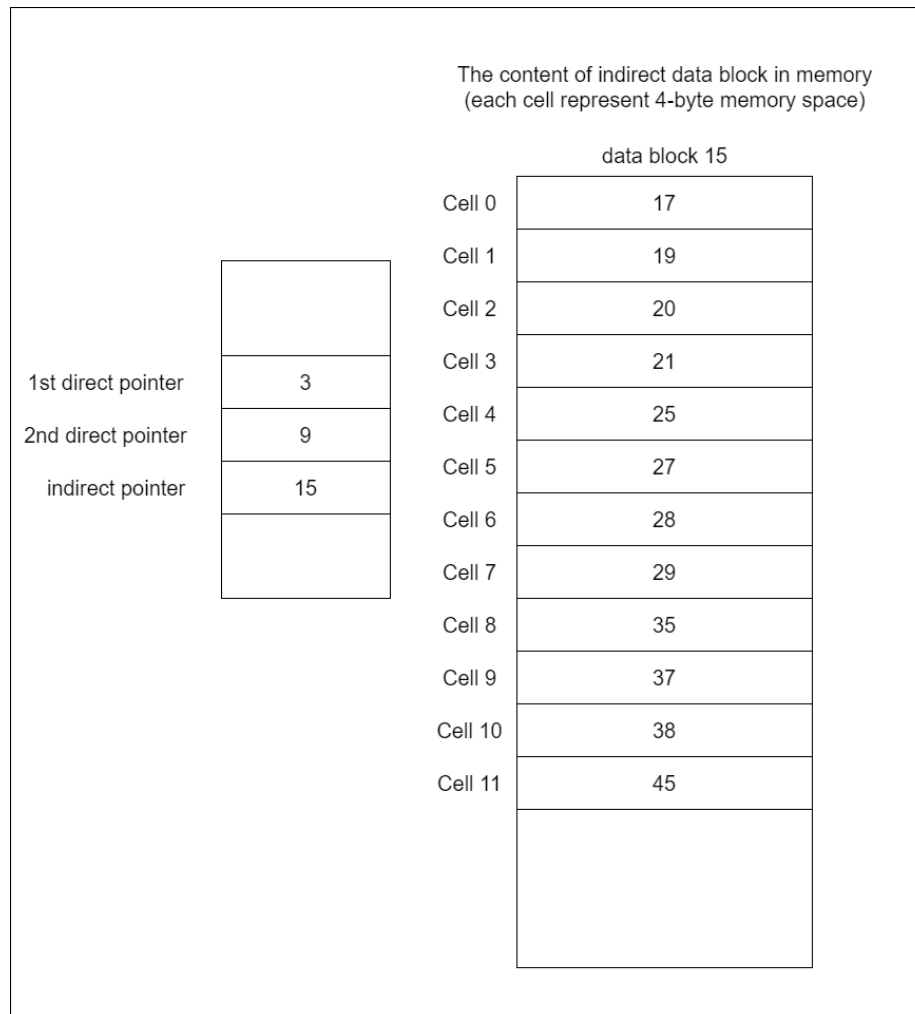 The content of indirect data block in memory
(each cell represent 4-byte memory space)
data block 15
Cell 0 17
Cell 1 19
Cell 2 20
Cell 3 21
Cell 4 25
Cell 5 27
Cell 6 28
Cell 7 29
Cell 8 35
Cell 9 37
Cell 10 38
Cell 11 45
1st direct pointer 3
2nd direct pointer 9
indirect pointer 15